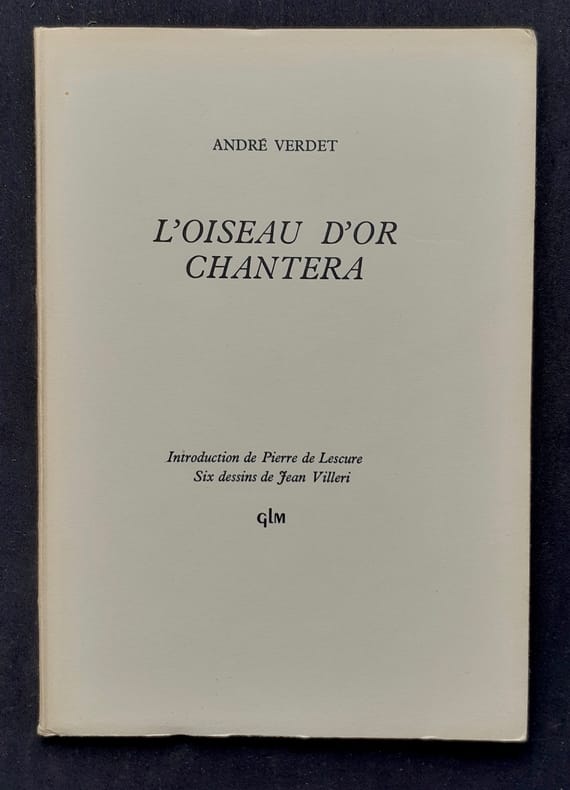 ANDRÉ VERDET
L'OISEAU D'OR
CHANTERA
Introduction de Pierre de Lescure
Six dessins de Jean Villeri
GLM